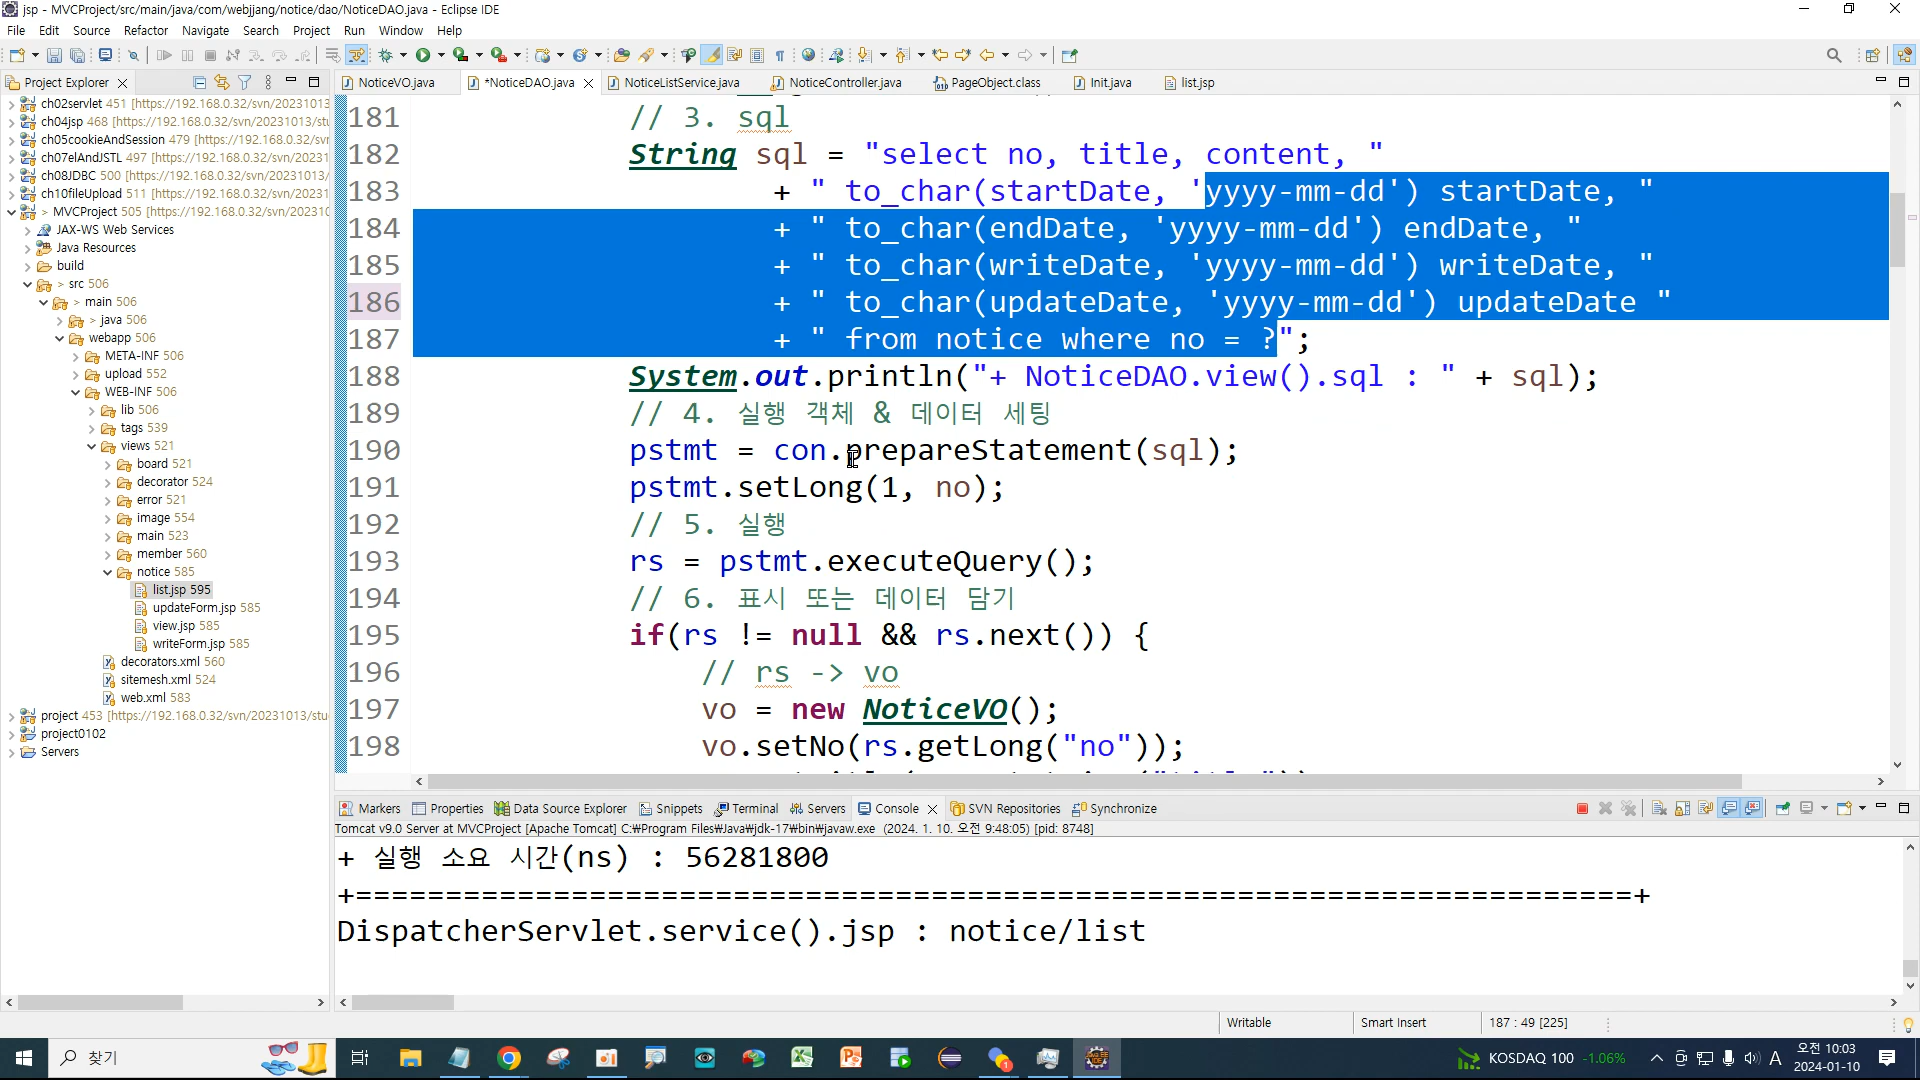 jsp - MVCProject/src/main/java/com/webjjang/notice/dao/NoticeDAO.java - Eclipse IDE
File Edit Source Refactor Navigate Search Project Run Window Help
Project Explorer
NoticeVO.java *NoticeDAO.java NoticeListService.java NoticeController.java PageObject.class Init.java list.jsp
ch02servlet 451 [https://192.168.0.32/svn/20231013
ch04jsp 468 [https://192.168.0.32/svn/20231013/stu
ch05cookieAndSession 479 [https://192.168.0.32/svn
ch07elAndJSTL 497 [https://192.168.0.32/svn/20231
ch08JDBC 500 [https://192.168.0.32/svn/20231013/
ch10fileUpload 511 [https://192.168.0.32/svn/20231
> MVCProject 505 [https://192.168.0.32/svn/202310
JAX-WS Web Services
Java Resources
build
> src 506
> main 506
> java 506
webapp 506
META-INF 506
upload 552
WEB-INF 506
lib 506
tags 539
views 521
board 521
decorator 524
error 521
image 554
main 523
member 560
notice 585
list.jsp 595
updateForm.jsp 585
view.jsp 585
writeForm.jsp 585
decorators.xml 560
sitemesh.xml 524
web.xml 583
project 453 [https://192.168.0.32/svn/20231013/stu
project0102
Servers
181 // 3. sql
182 String sql = "select no, title, content, "
183 + " to_char(startDate, 'yyyy-mm-dd') startDate, "
184 + " to_char(endDate, 'yyyy-mm-dd') endDate, "
185 + " to_char(writeDate, 'yyyy-mm-dd') writeDate, "
186 + " to_char(updateDate, 'yyyy-mm-dd') updateDate "
187 + " from notice where no = ?";
188 System.out.println("+ NoticeDAO.view().sql : " + sql);
189 // 4. 실행 객체 & 데이터 세팅
190 pstmt = con.prepareStatement(sql);
191 pstmt.setLong(1, no);
192 // 5. 실행
193 rs = pstmt.executeQuery();
194 // 6. 표시 또는 데이터 담기
195 if(rs != null && rs.next()) {
196 // rs -> vo
197 vo = new NoticeVO();
198 vo.setNo(rs.getLong("no"));
Markers Properties Data Source Explorer Snippets Terminal Servers Console SVN Repositories Synchronize
Tomcat v9.0 Server at MVCProject [Apache Tomcat] C:₩Program Files₩Java₩jdk-17₩bin₩javaw.exe (2024. 1. 10. 오전 9:48:05) [pid: 8748]
+ 실행 소요 시간(ns) : 56281800
+=======================================================================+
DispatcherServlet.service().jsp : notice/list
Writable Smart Insert 187 : 49 [225]
찾기
KOSDAQ 100 -1.06%
A
오전 10:03
2024-01-10